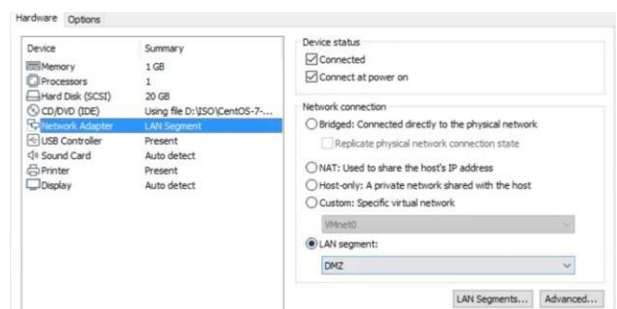 Hardware Options
Device Summary
Memory 1 GB
Processors 1
Hard Disk (SCSI) 20 GB
CD/DVD (IDE) Using file D:\ISO\CentOS-7-...
Network Adapter LAN Segment
USB Controller Present
Sound Card Auto detect
Printer Present
Display Auto detect
Device status
Connected
Connect at power on
Network connection
Bridged: Connected directly to the physical network
Replicate physical network connection state
NAT: Used to share the host's IP address
Host-only: A private network shared with the host
Custom: Specific virtual network
VMnet0
LAN segment:
DMZ
LAN Segments... Advanced...